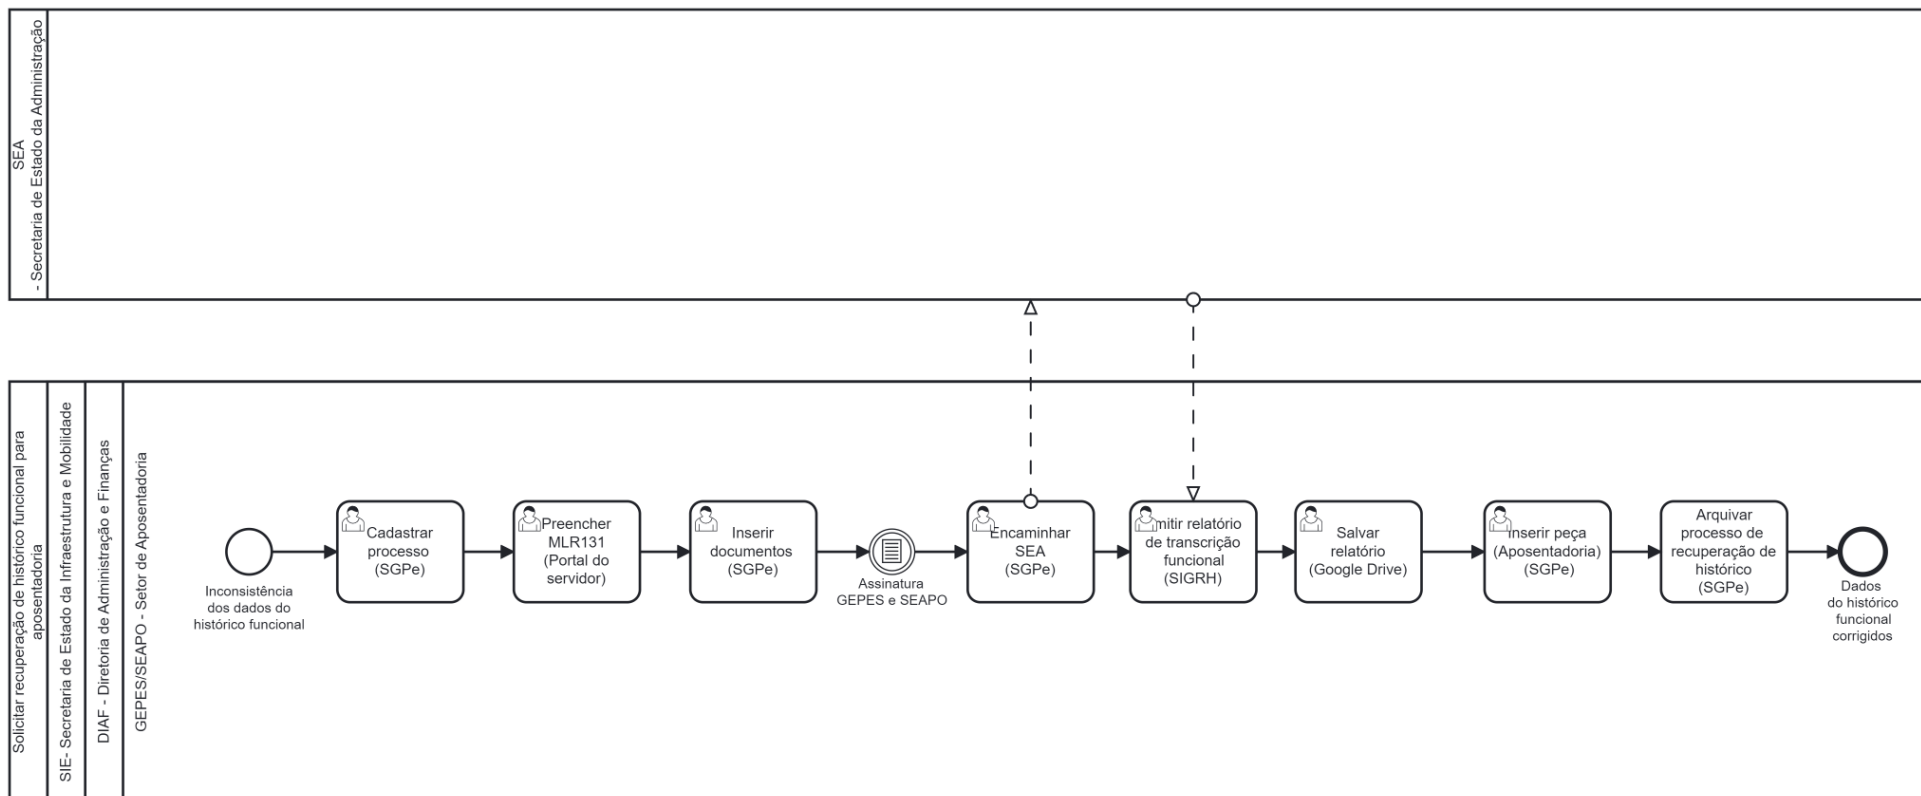 SEA
- Secretaria de Estado da Administração
Solicitar recuperação de histórico funcional para
aposentadoria
SIE- Secretaria de Estado da Infraestrutura e Mobilidade
DIAF - Diretoria de Administração e Finanças
GEPES/SEAPO - Setor de Aposentadoria
Inconsistência
dos dados do
histórico funcional
Cadastrar
processo
(SGPe)
Preencher
MLR131
(Portal do
servidor)
Inserir
documentos
(SGPe)
Assinatura
GEPES e SEAPO
Encaminhar
SEA
(SGPe)
Emitir relatório
de transcrição
funcional
(SIGRH)
Salvar
relatório
(Google Drive)
Inserir peça
(Aposentadoria)
(SGPe)
Arquivar
processo de
recuperação de
histórico
(SGPe)
Dados
do histórico
funcional
corrigidos